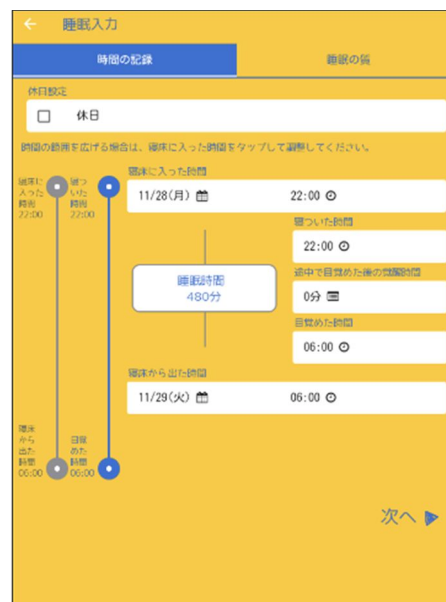 睡眠入力
時間の記録
睡眠の質
休日設定
休日
時間の範囲を広げる場合は、寝床に入った時間をタップして調整してください。
寝床に
入った
時間
22:00
寝つ
いた
時間
22:00
寝床に入った時間
11/28(月)
22:00
寝ついた時間
22:00
途中で目覚めた後の覚醒時間
0分
目覚めた時間
06:00
睡眠時間
480分
寝床から出た時間
11/29(火)
06:00
寝床
から
出た
時間
06:00
目覚
めた
時間
06:00
次へ